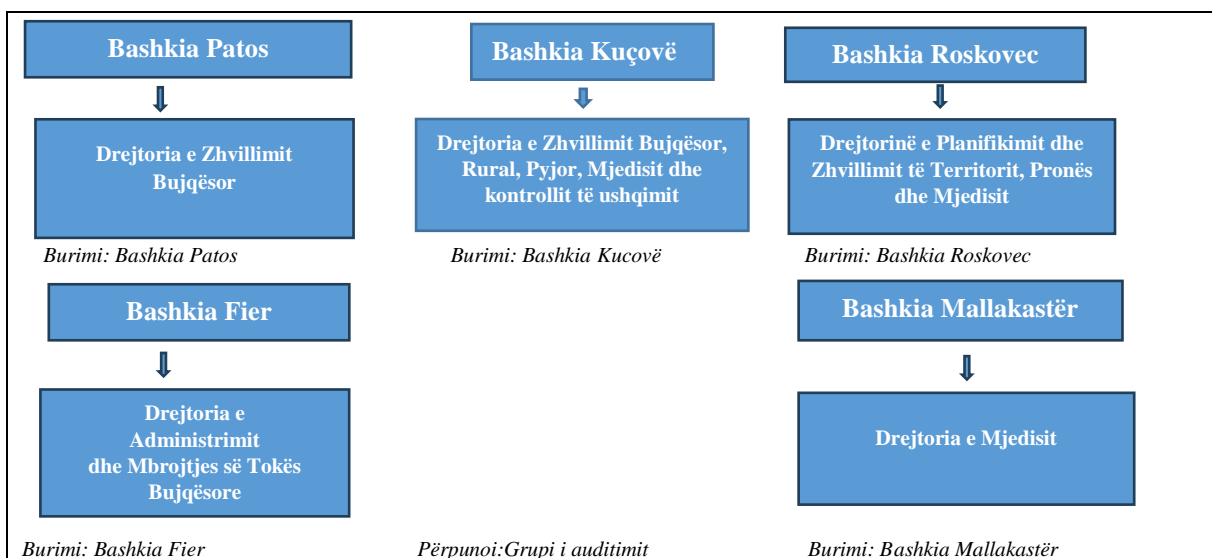 Bashkia Patos
Drejtoria e Zhvillimit
Bujqësor
Burimi: Bashkia Patos
Bashkia Kuçovë
Drejtoria e Zhvillimit Bujqësor,
Rural, Pyjor, Mjedisit dhe
kontrollit të ushqimit
Burimi: Bashkia Kucovë
Bashkia Roskovec
Drejtorinë e Planifikimit dhe
Zhvillimit të Territorit, Pronës
dhe Mjedisit
Burimi: Bashkia Roskovec
Bashkia Fier
Drejtoria e
Administrimit
dhe Mbrojtjes së Tokës
Bujqësore
Burimi: Bashkia Fier
Përpunoi:Grupi i auditimit
Bashkia Mallakastër
Drejtoria e Mjedisit
Burimi: Bashkia Mallakastër